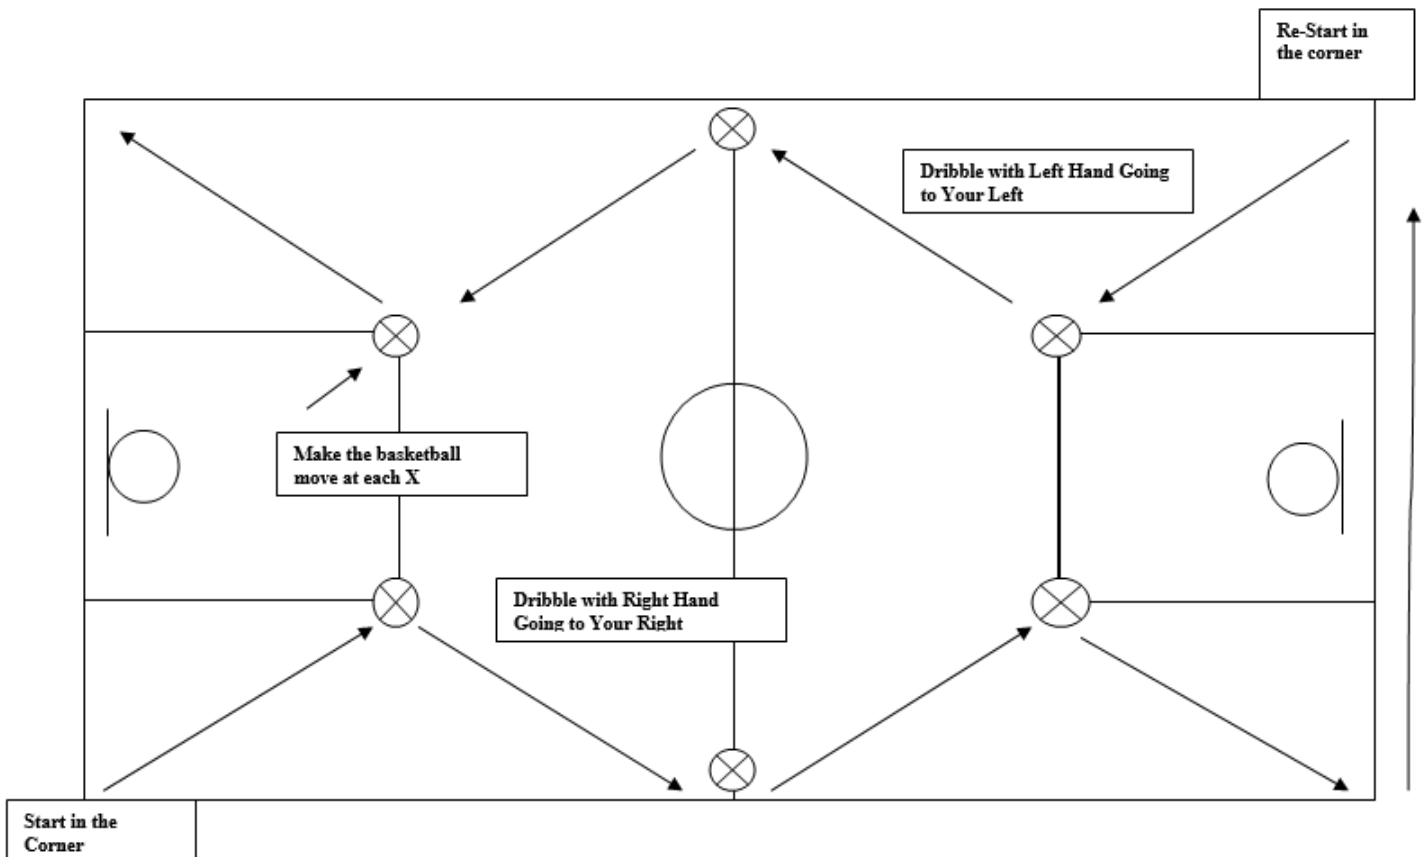 Re-Start in
the corner
Dribble with Left Hand Going
to Your Left
Make the basketball
move at each X
Dribble with Right Hand
Going to Your Right
Start in the
Corner